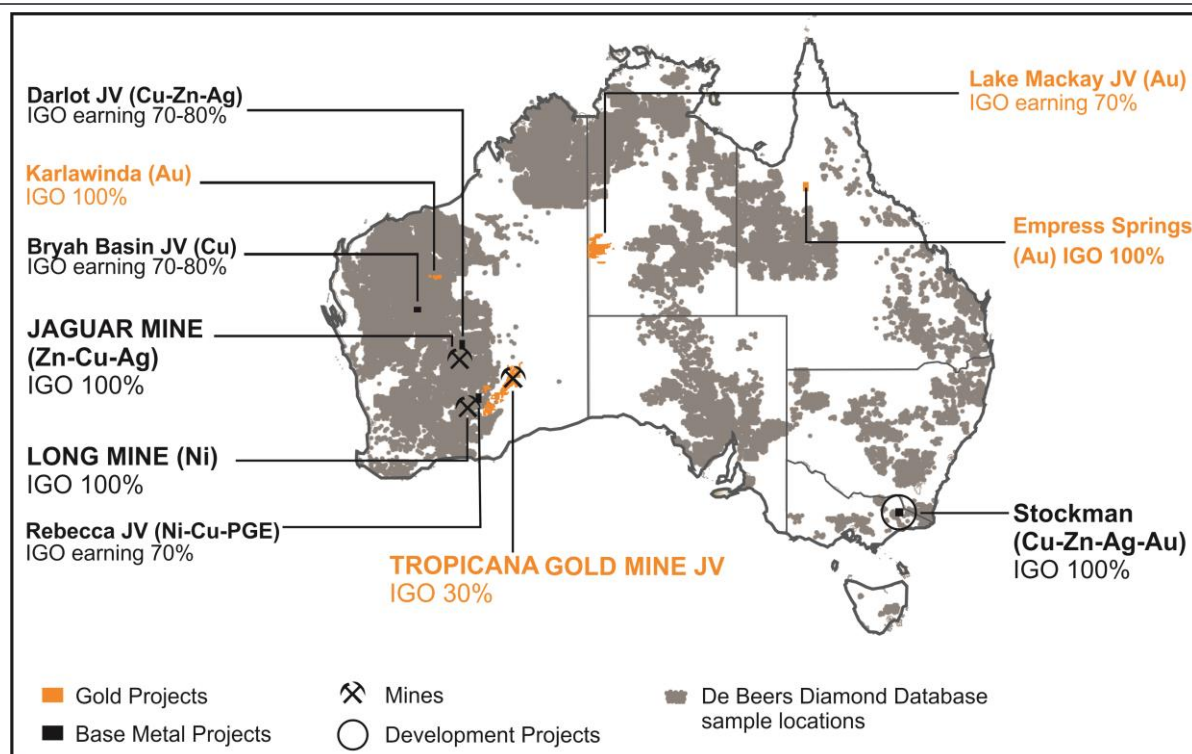 Darlot JV (Cu-Zn-Ag)
IGO earning 70-80%
Karlawinda (Au)
IGO 100%
Bryah Basin JV (Cu)
IGO earning 70-80%
JAGUAR MINE
(Zn-Cu-Ag)
IGO 100%
LONG MINE (Ni)
IGO 100%
Rebecca JV (Ni-Cu-PGE)
IGO earning 70%
TROPICANA GOLD MINE JV
IGO 30%
Lake Mackay JV (Au)
IGO earning 70%
Empress Springs
(Au) IGO 100%
Stockman
(Cu-Zn-Ag-Au)
IGO 100%
Gold Projects
Base Metal Projects
Mines
Development Projects
De Beers Diamond Database
sample locations